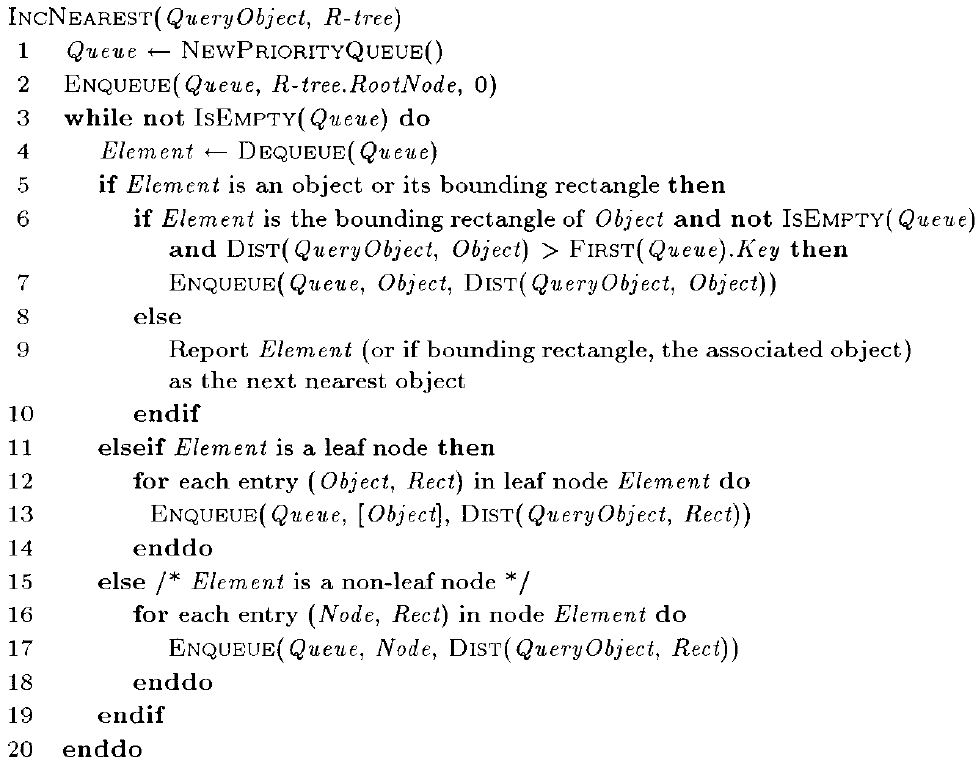 INCNEAREST(QueryObject, R-tree)
1 Queue ← NEWPRIORITYQUEUE()
2 ENQUEUE(Queue, R-tree.RootNode, 0)
3 while not ISEMPTY(Queue) do
4 Element ← DEQUEUE(Queue)
5 if Element is an object or its bounding rectangle then
6 if Element is the bounding rectangle of Object and not ISEMPTY(Queue)
and DIST(QueryObject, Object) > FIRST(Queue).Key then
7 ENQUEUE(Queue, Object, DIST(QueryObject, Object))
8 else
9 Report Element (or if bounding rectangle, the associated object)
as the next nearest object
10 endif
11 elseif Element is a leaf node then
12 for each entry (Object, Rect) in leaf node Element do
13 ENQUEUE(Queue, [Object], DIST(QueryObject, Rect))
14 enddo
15 else /* Element is a non-leaf node */
16 for each entry (Node, Rect) in node Element do
17 ENQUEUE(Queue, Node, DIST(QueryObject, Rect))
18 enddo
19 endif
20 enddo